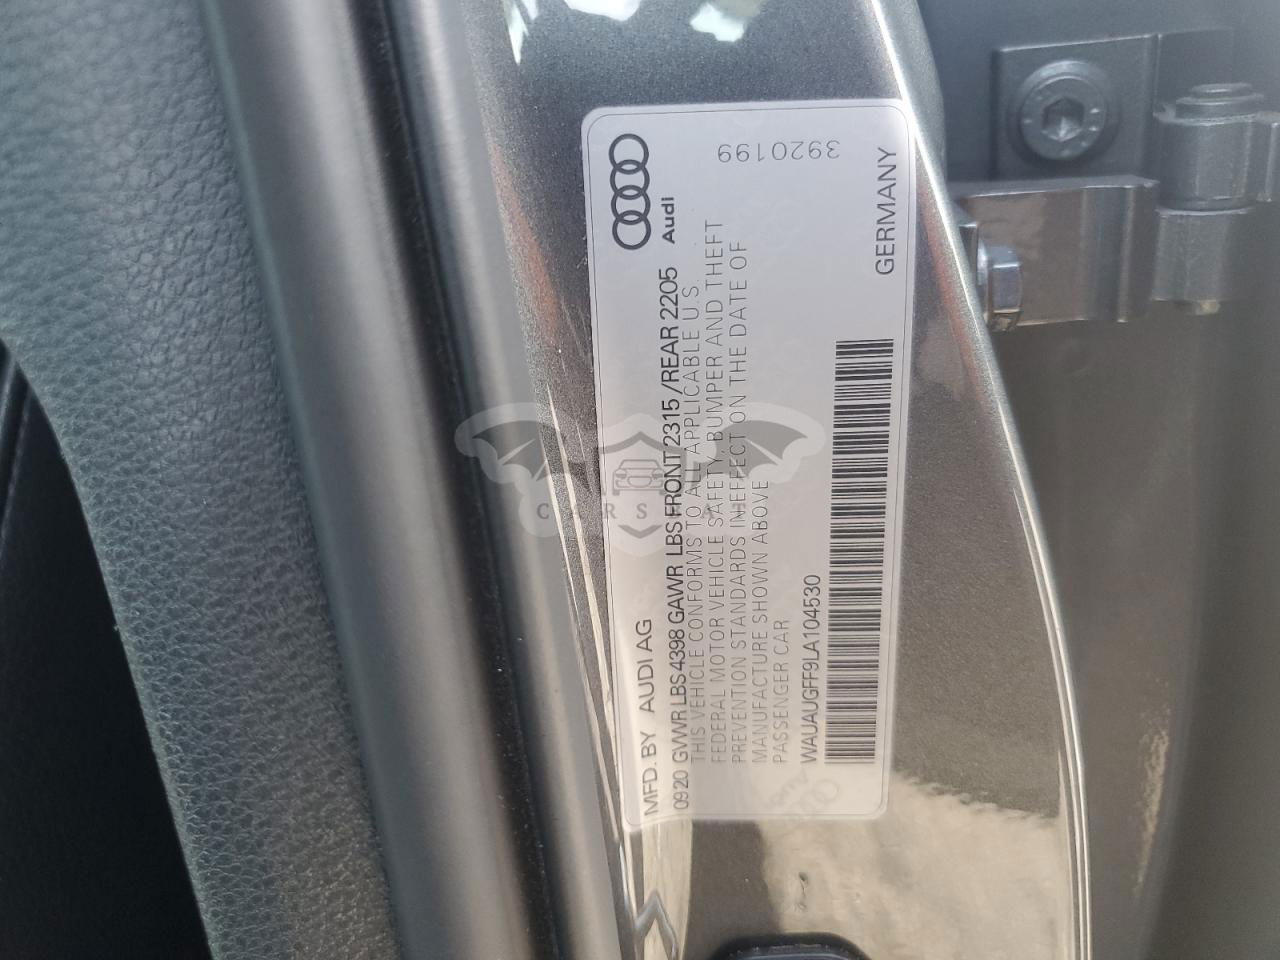 Audi
3920199
MFD. BY AUDI AG
0920 GVWR LBS 4398 GAWR LBS FRONT 2315 / REAR 2205
THIS VEHICLE CONFORMS TO ALL APPLICABLE U.S
FEDERAL MOTOR VEHICLE SAFETY, BUMPER AND THEFT
PREVENTION STANDARDS IN EFFECT ON THE DATE OF
MANUFACTURE SHOWN ABOVE
PASSENGER CAR
WAUAUGFF9LA104530
GERMANY